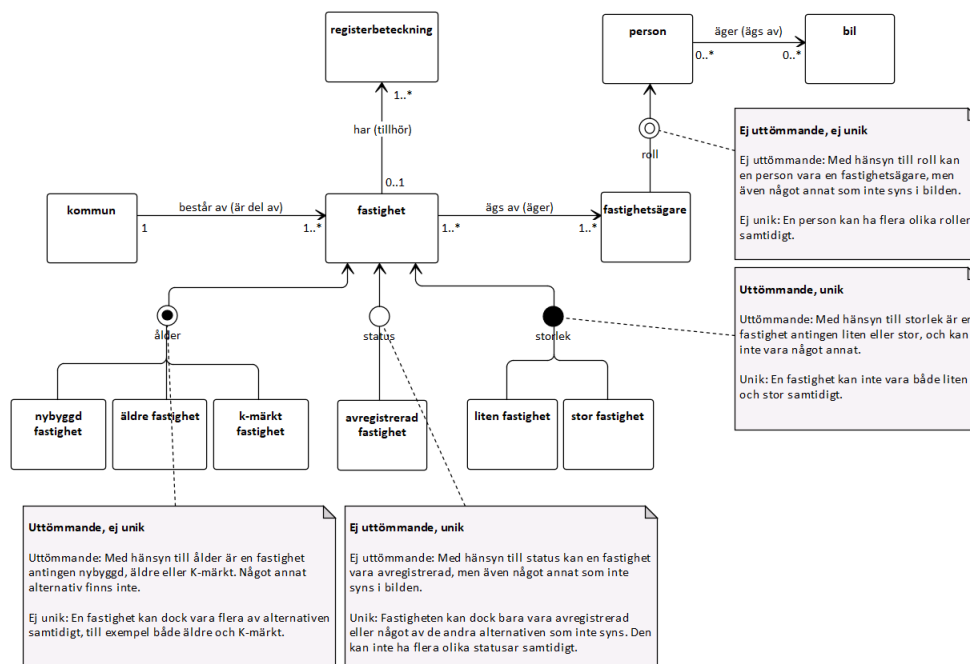 registerbeteckning
person
äger (ägs av)
0..*
0..*
bil
1..*
har (tillhör)
0..1
roll
Ej uttömmande, ej unik
Ej uttömmande: Med hänsyn till roll kan
en person vara en fastighetsägare, men
även något annat som inte syns i bilden.
Ej unik: En person kan ha flera olika roller
samtidigt.
kommun
består av (är del av)
1
1..*
fastighet
ägs av (äger)
1..*
1..*
fastighetsägare
Uttömmande, unik
Uttömmande: Med hänsyn till storlek är en
fastighet antingen liten eller stor, och kan
inte vara något annat.
Unik: En fastighet kan inte vara både liten
och stor samtidigt.
ålder
status
storlek
nybyggd
fastighet
äldre fastighet
k-märkt
fastighet
avregistrerad
fastighet
liten fastighet
stor fastighet
Uttömmande, ej unik
Uttömmande: Med hänsyn till ålder är en fastighet
antingen nybyggd, äldre eller K-märkt. Något annat
alternativ finns inte.
Ej unik: En fastighet kan dock vara flera av alternativen
samtidigt, till exempel både äldre och K-märkt.
Ej uttömmande, unik
Ej uttömmande: Med hänsyn till status kan en fastighet
vara avregistrerad, men även något annat som inte
syns i bilden.
Unik: Fastigheten kan dock bara vara avregistrerad
eller något av de andra alternativen som inte syns. Den
kan inte ha flera olika statusar samtidigt.